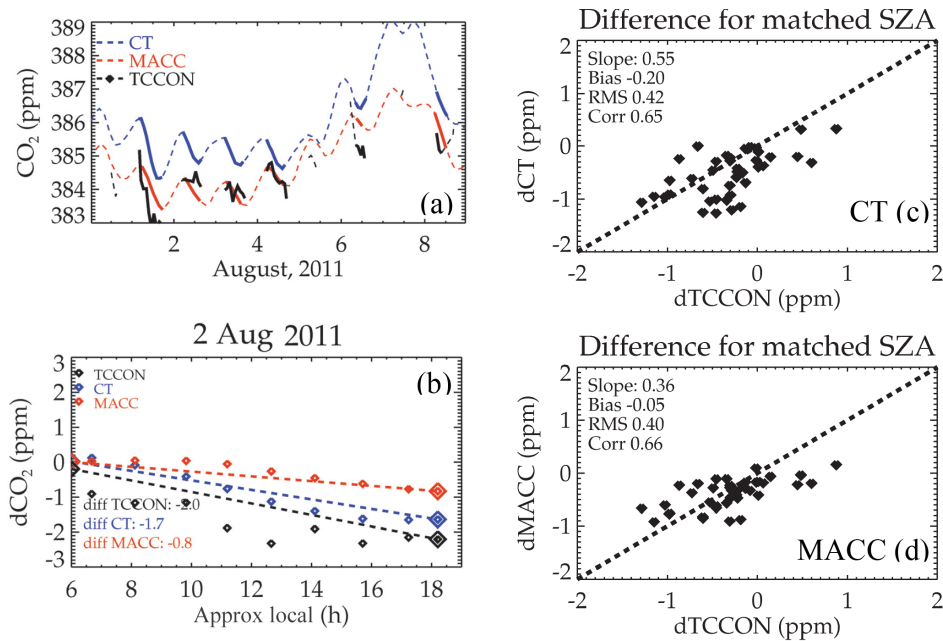 389
388
387
386
385
384
383
CO₂ (ppm)
CT
MACC
TCCON
(a)
2 4 6 8
August, 2011
Difference for matched SZA
2
1
0
-1
-2
dCT (ppm)
Slope: 0.55
Bias -0.20
RMS 0.42
Corr 0.65
CT (c)
-2 -1 0 1 2
dTCCON (ppm)
2 Aug 2011
3
2
1
0
-1
-2
-3
dCO₂ (ppm)
TCCON
CT
MACC
(b)
diff TCCON: -2.0
diff CT: -1.7
diff MACC: -0.8
6 8 10 12 14 16 18
Approx local (h)
Difference for matched SZA
2
1
0
-1
-2
dMACC (ppm)
Slope: 0.36
Bias -0.05
RMS 0.40
Corr 0.66
MACC (d)
-2 -1 0 1 2
dTCCON (ppm)